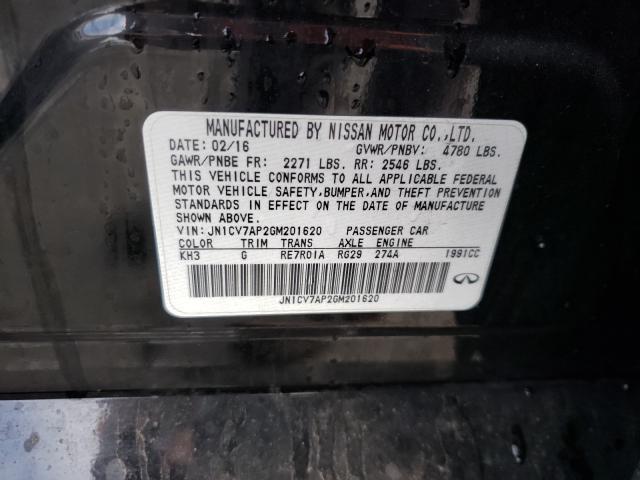 MANUFACTURED BY NISSAN MOTOR CO.,LTD.
DATE: 02/16 GVWR/PNBV: 4780 LBS.
GAWR/PNBE FR: 2271 LBS. RR: 2546 LBS.
THIS VEHICLE CONFORMS TO ALL APPLICABLE FEDERAL
MOTOR VEHICLE SAFETY,BUMPER,AND THEFT PREVENTION
STANDARDS IN EFFECT ON THE DATE OF MANUFACTURE
SHOWN ABOVE.
VIN: JN1CV7AP2GM201620 PASSENGER CAR
COLOR TRIM TRANS AXLE ENGINE
KH3 G RE7R01A RG29 274A 1991CC
JN1CV7AP2GM201620